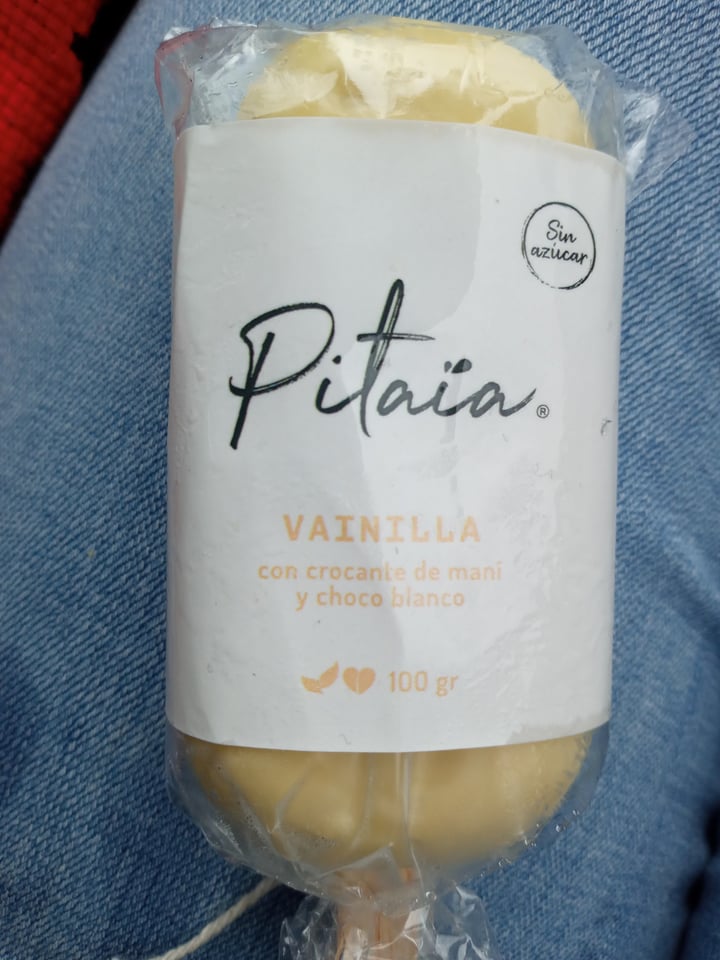 Sin
azúcar
Pitaïa®
VAINILLA
con crocante de maní
y choco blanco
100 gr